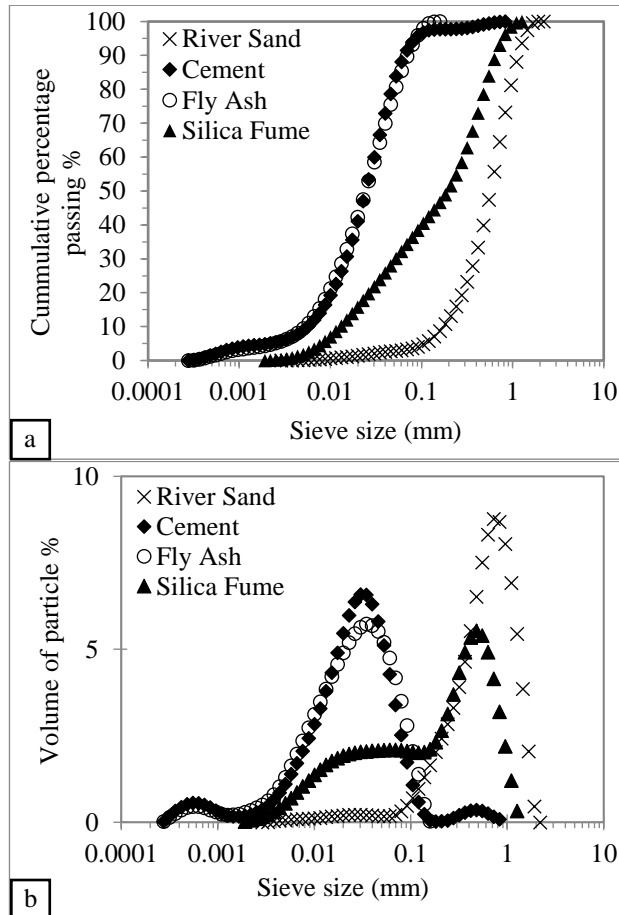 100
90
80
70
60
50
40
30
20
10
0
Cummulative percentage
passing %
River Sand
Cement
Fly Ash
Silica Fume
0.0001 0.001 0.01 0.1 1 10
Sieve size (mm)
a
10
5
0
Volume of particle %
River Sand
Cement
Fly Ash
Silica Fume
0.0001 0.001 0.01 0.1 1 10
Sieve size (mm)
b